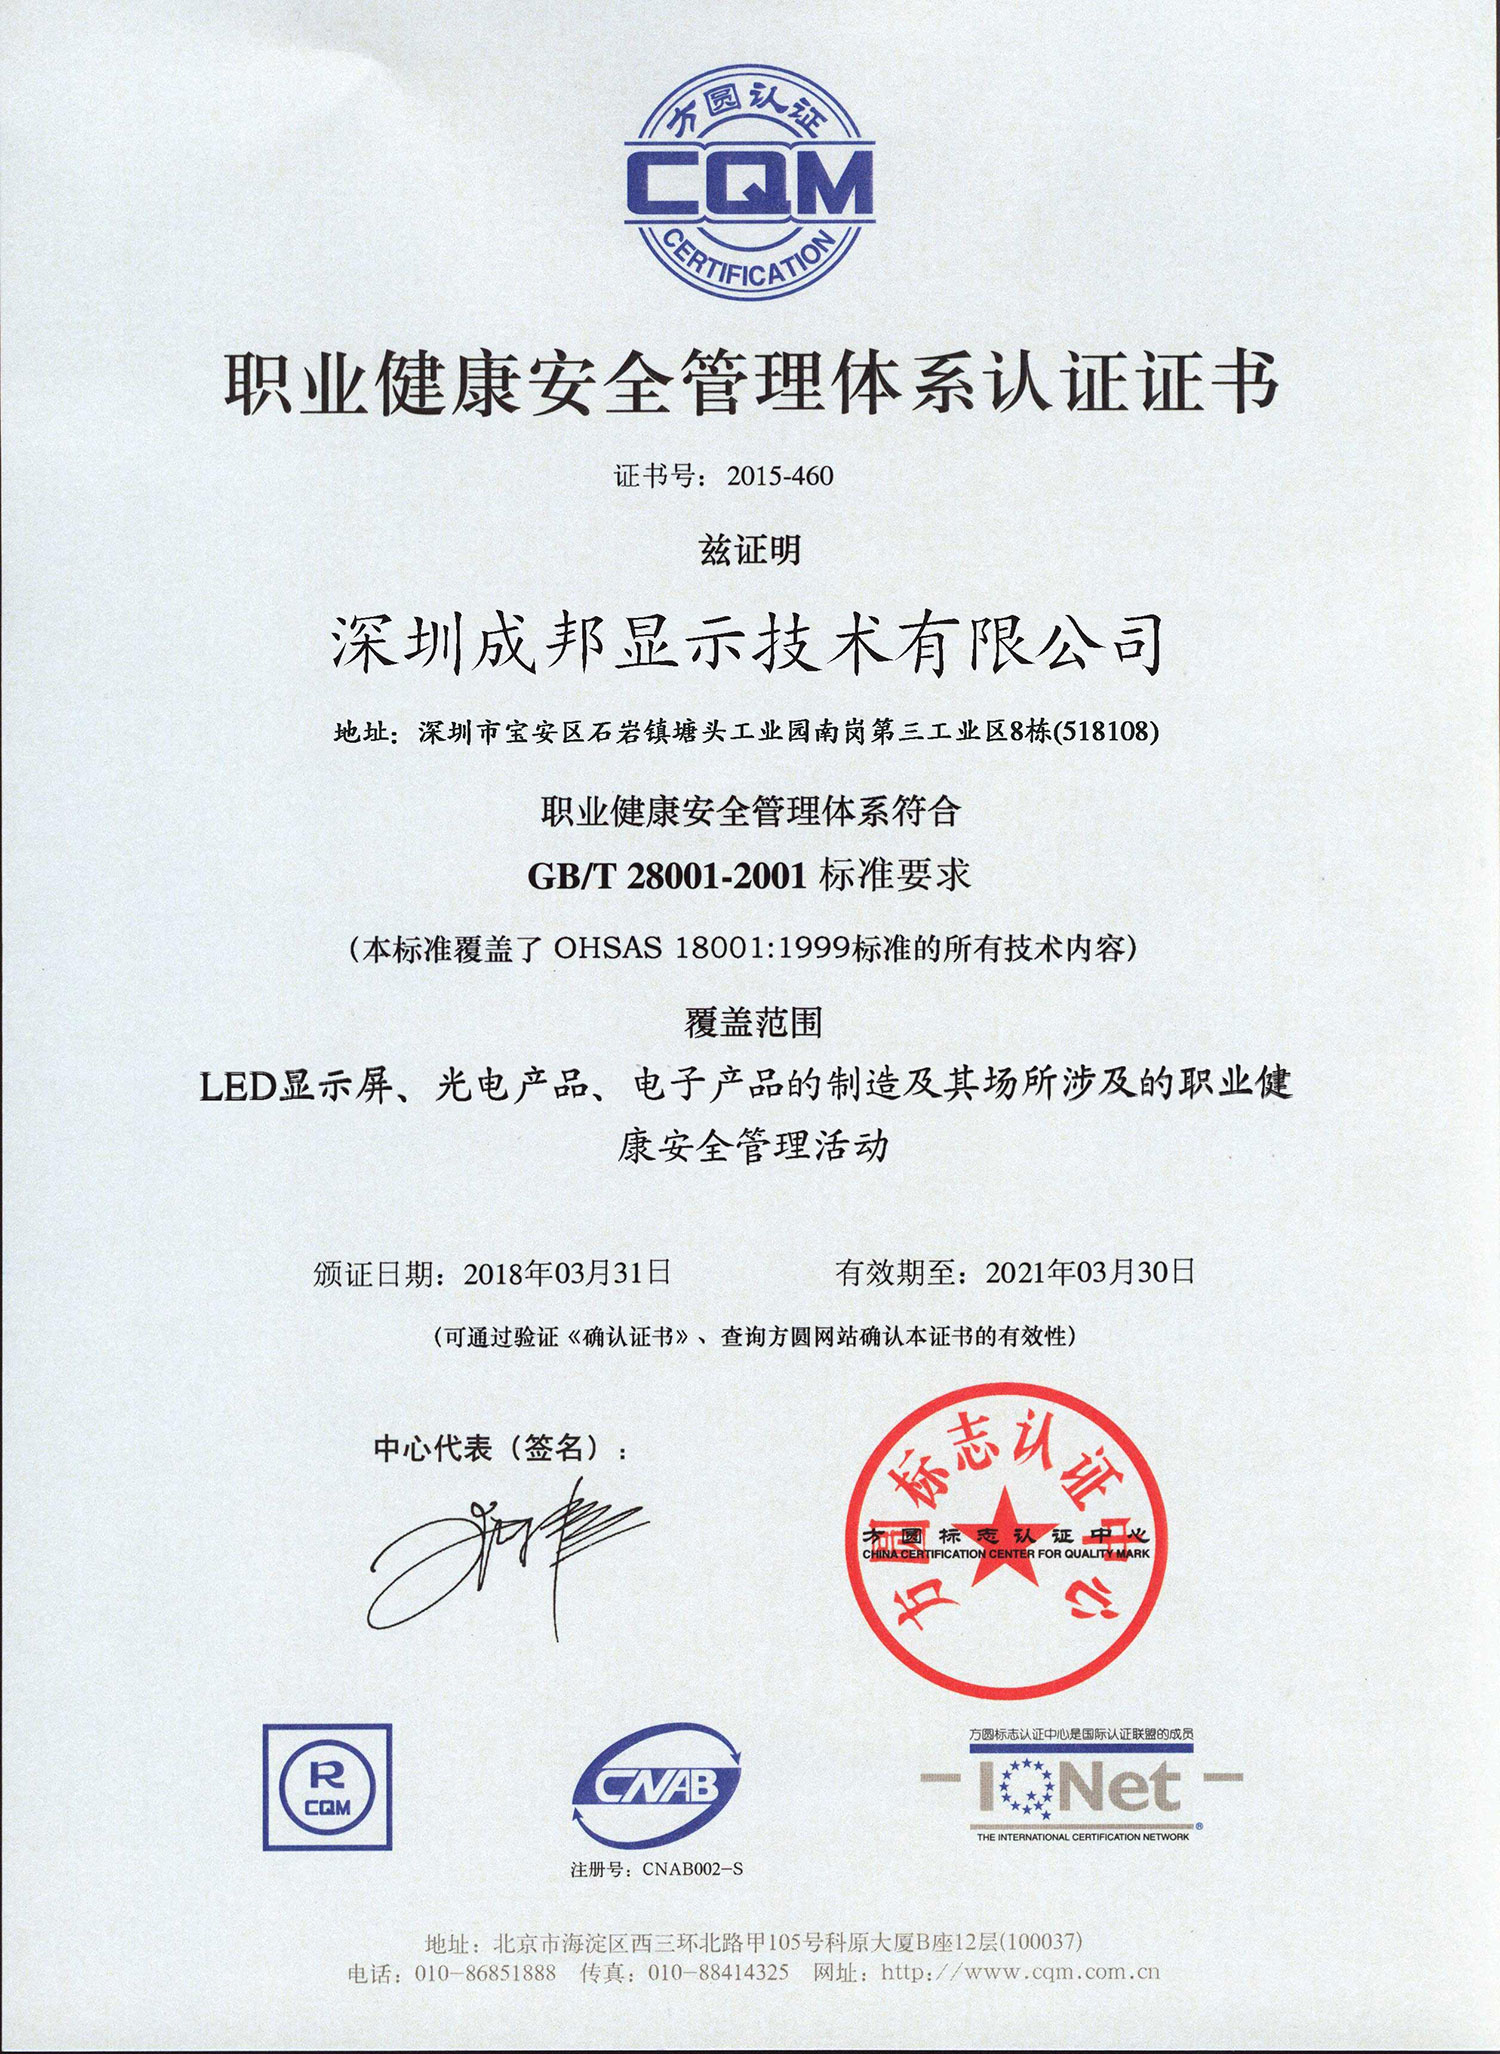 方圆认证
CQM
CERTIFICATION
职业健康安全管理体系认证证书
证书号：2015-460
兹证明
深圳成邦显示技术有限公司
地址：深圳市宝安区石岩镇塘头工业园南岗第三工业区8栋(518108)
职业健康安全管理体系符合
GB/T 28001-2001 标准要求
（本标准覆盖了 OHSAS 18001:1999标准的所有技术内容）
覆盖范围
LED显示屏、光电产品、电子产品的制造及其场所涉及的职业健
康安全管理活动
颁证日期：2018年03月31日 有效期至：2021年03月30日
（可通过验证《确认证书》、查询方圆网站确认本证书的有效性）
中心代表（签名）：
方圆标志认证中心
方圆标志认证中心
CHINA CERTIFICATION CENTER FOR QUALITY MARK
R
CQM
CNAB
注册号：CNAB002-S
方圆标志认证中心是国际认证联盟的成员
IQNet
®
THE INTERNATIONAL CERTIFICATION NETWORK
地址：北京市海淀区西三环北路甲105号科原大厦B座12层(100037)
电话：010-86851888 传真：010-88414325 网址：http://www.cqm.com.cn